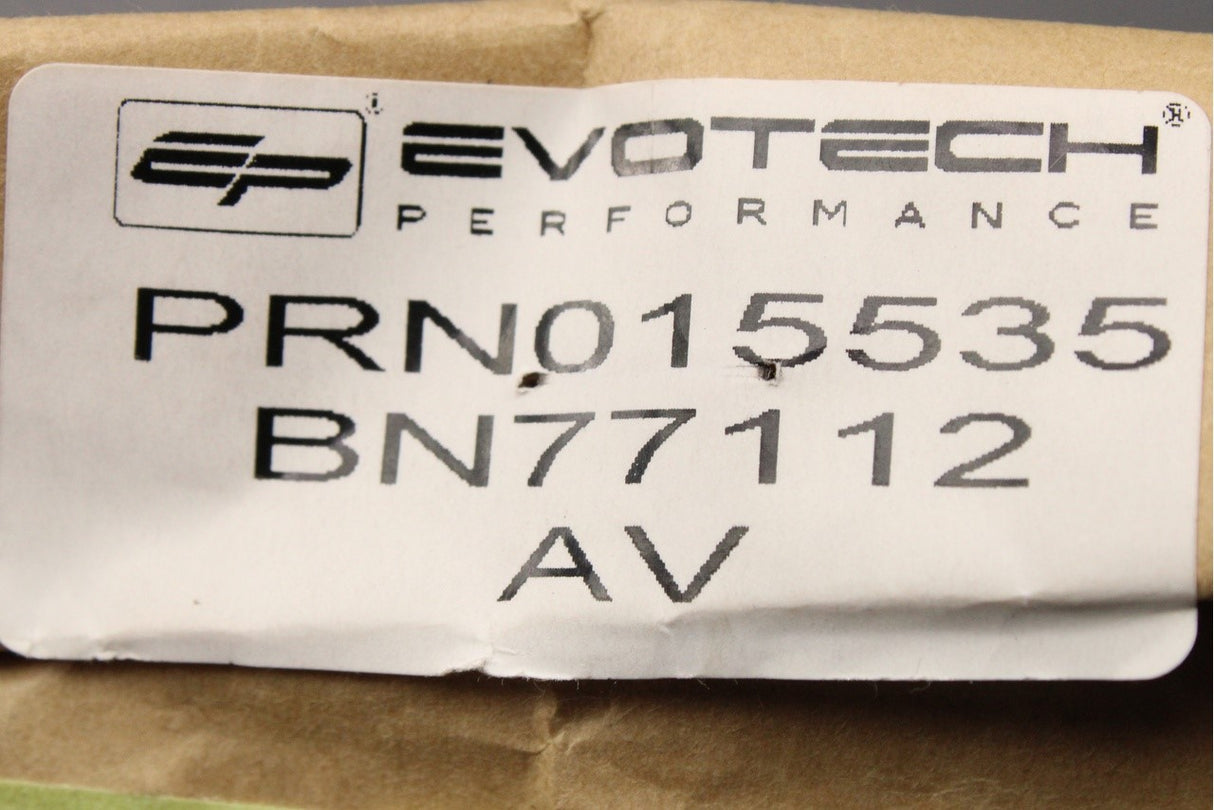 EP EVOTECH®
PERFORMANCE
PRN015535
BN77112
AV